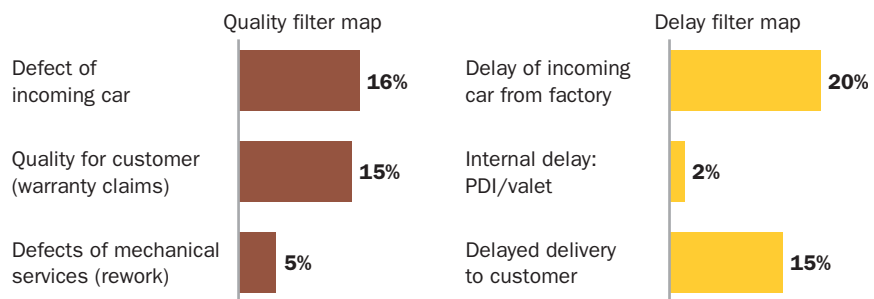 Quality filter map
Defect of
incoming car
16%
Quality for customer
(warranty claims)
15%
Defects of mechanical
services (rework)
5%
Delay filter map
Delay of incoming
car from factory
20%
Internal delay:
PDI/valet
2%
Delayed delivery
to customer
15%